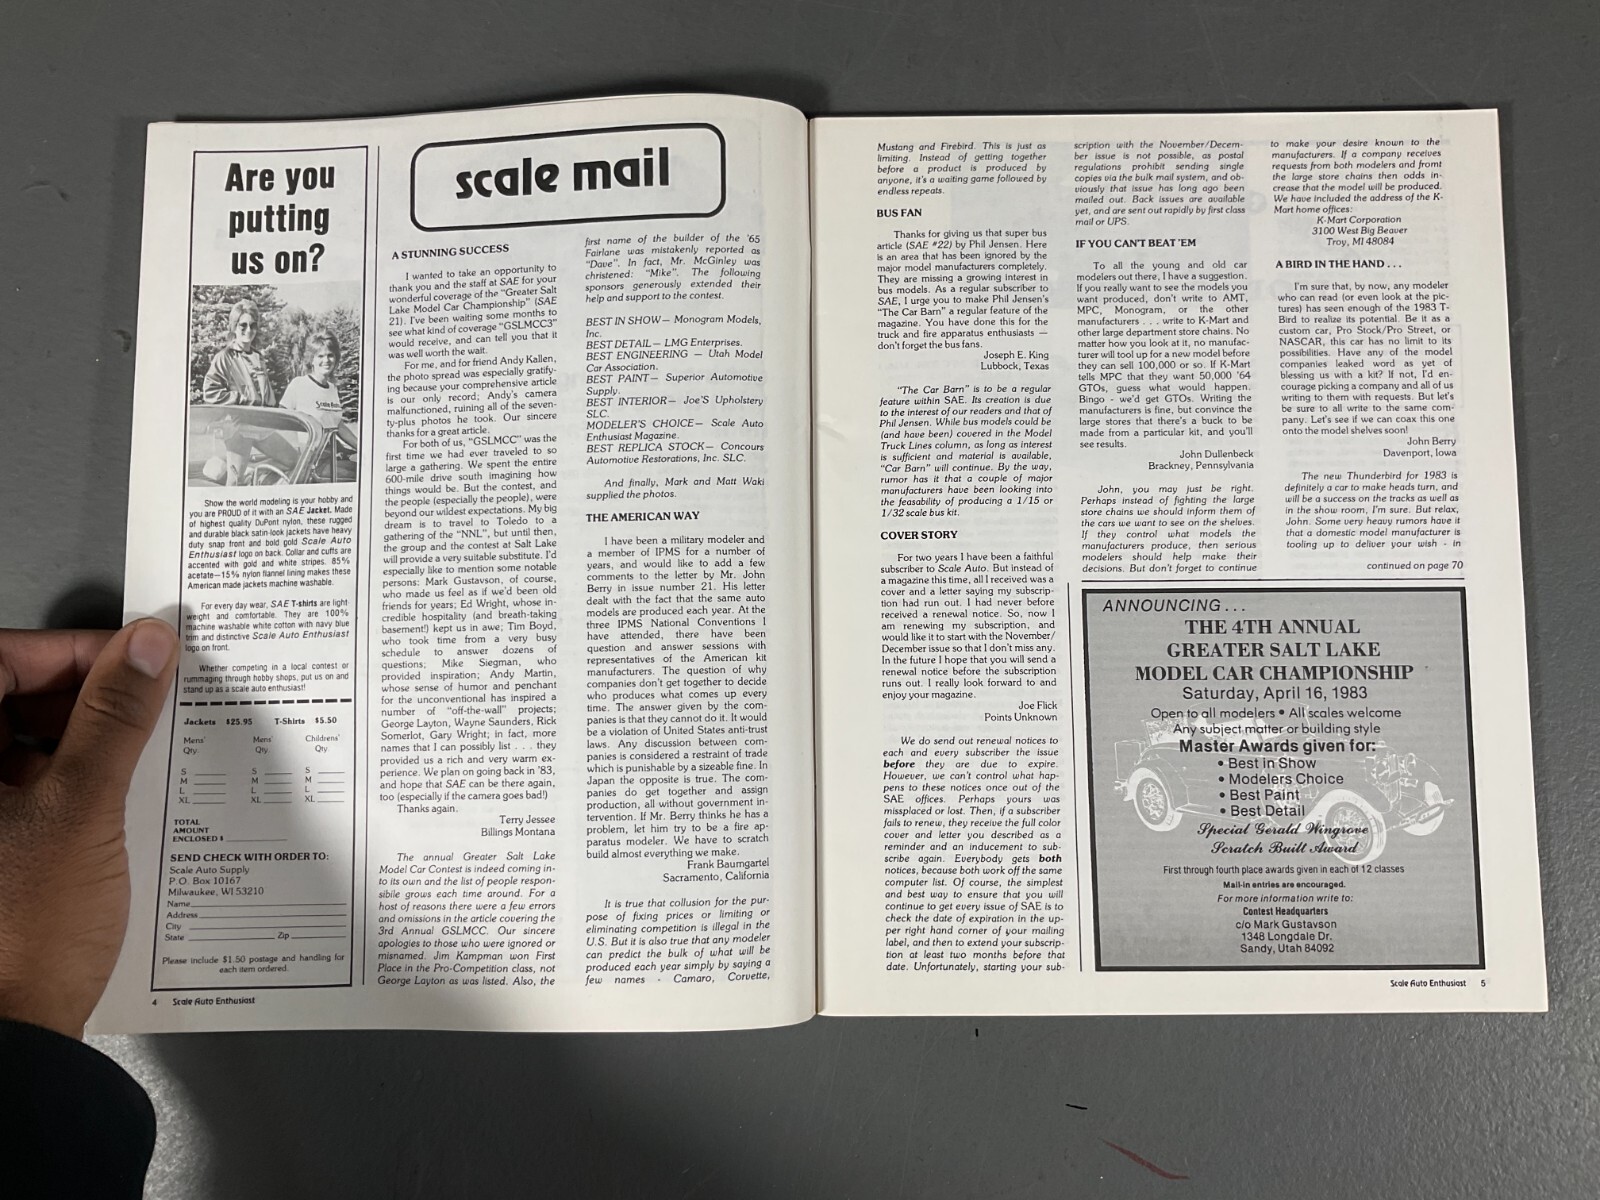 Are you
putting
us on?
Show the world modeling is your hobby and
you are PROUD of it with an SAE Jacket. Made
of highest quality DuPont nylon, these rugged
and durable black satin-look jackets have heavy
duty snap front and bold gold Scale Auto
Enthusiast logo on back. Collar and cuffs are
accented with gold and white stripes. 85%
acetate—15% nylon flannel lining makes these
American made jackets machine washable.
For every day wear, SAE T-shirts are light-
weight and comfortable. They are 100%
machine washable white cotton with navy blue
trim and distinctive Scale Auto Enthusiast
logo on front.
Whether competing in a local contest or
rummaging through hobby shops, put us on and
stand up as a scale auto enthusiast!
Jackets $25.95 T-Shirts $5.50
Mens' Mens' Childrens'
Qty. Qty. Qty.
S ______ S ______ S ______
M ______ M ______ M ______
L ______ L ______ L ______
XL ______ XL ______ XL ______
TOTAL
AMOUNT
ENCLOSED $ ______
SEND CHECK WITH ORDER TO:
Scale Auto Supply
P.O. Box 10167
Milwaukee, WI 53210
Name
Address
City
State ______ Zip ______
Please include $1.50 postage and handling for
each item ordered.
4 Scale Auto Enthusiast
scale mail
A STUNNING SUCCESS
I wanted to take an opportunity to
thank you and the staff at SAE for your
wonderful coverage of the "Greater Salt
Lake Model Car Championship" (SAE
21). I've been waiting some months to
see what kind of coverage "GSLMCC3"
would receive, and can tell you that it
was well worth the wait.
For me, and for friend Andy Kallen,
the photo spread was especially gratify-
ing because your comprehensive article
is our only record; Andy's camera
malfunctioned, ruining all of the seven-
ty-plus photos he took. Our sincere
thanks for a great article.
For both of us, "GSLMCC" was the
first time we had ever traveled to so
large a gathering. We spent the entire
600-mile drive south imagining how
things would be. But the contest, and
the people (especially the people), were
beyond our wildest expectations. My big
dream is to travel to Toledo to a
gathering of the "NNL", but until then,
the group and the contest at Salt Lake
will provide a very suitable substitute. I'd
especially like to mention some notable
persons: Mark Gustavson, of course,
who made us feel as if we'd been old
friends for years; Ed Wright, whose in-
credible hospitality (and breath-taking
basement!) kept us in awe; Tim Boyd,
who took time from a very busy
schedule to answer dozens of
questions; Mike Siegman, who
provided inspiration; Andy Martin,
whose sense of humor and penchant
for the unconventional has inspired a
number of "off-the-wall" projects;
George Layton, Wayne Saunders, Rick
Somerlot, Gary Wright; in fact, more
names that I can possibly list . . . they
provided us a rich and very warm ex-
perience. We plan on going back in '83,
and hope that SAE can be there again,
too (especially if the camera goes bad!)
Thanks again.
Terry Jessee
Billings Montana
The annual Greater Salt Lake
Model Car Contest is indeed coming in-
to its own and the list of people respon-
sibile grows each time around. For a
host of reasons there were a few errors
and omissions in the article covering the
3rd Annual GSLMCC. Our sincere
apologies to those who were ignored or
misnamed. Jim Kampman won First
Place in the Pro-Competition class, not
George Layton as was listed. Also, the
first name of the builder of the '65
Fairlane was mistakenly reported as
"Dave". In fact, Mr. McGinley was
christened: "Mike". The following
sponsors generously extended their
help and support to the contest.
BEST IN SHOW— Monogram Models,
Inc.
BEST DETAIL— LMG Enterprises.
BEST ENGINEERING — Utah Model
Car Association.
BEST PAINT— Superior Automotive
Supply.
BEST INTERIOR— Joe'S Upholstery
SLC.
MODELER'S CHOICE— Scale Auto
Enthusiast Magazine.
BEST REPLICA STOCK— Concours
Automotive Restorations, Inc. SLC.
And finally, Mark and Matt Waki
supplied the photos.
THE AMERICAN WAY
I have been a military modeler and
a member of IPMS for a number of
years, and would like to add a few
comments to the letter by Mr. John
Berry in issue number 21. His letter
dealt with the fact that the same auto
models are produced each year. At the
three IPMS National Conventions I
have attended, there have been
question and answer sessions with
representatives of the American kit
manufacturers. The question of why
companies don't get together to decide
who produces what comes up every
time. The answer given by the com-
panies is that they cannot do it. It would
be a violation of United States anti-trust
laws. Any discussion between com-
panies is considered a restraint of trade
which is punishable by a sizeable fine. In
Japan the opposite is true. The com-
panies do get together and assign
production, all without government in-
tervention. If Mr. Berry thinks he has a
problem, let him try to be a fire ap-
paratus modeler. We have to scratch
build almost everything we make.
Frank Baumgartel
Sacramento, California
It is true that collusion for the pur-
pose of fixing prices or limiting or
eliminating competition is illegal in the
U.S. But it is also true that any modeler
can predict the bulk of what will be
produced each year simply by saying a
few names - Camaro, Corvette,
Mustang and Firebird. This is just as
limiting. Instead of getting together
before a product is produced by
anyone, it's a waiting game followed by
endless repeats.
BUS FAN
Thanks for giving us that super bus
article (SAE #22) by Phil Jensen. Here
is an area that has been ignored by the
major model manufacturers completely.
They are missing a growing interest in
bus models. As a regular subscriber to
SAE, I urge you to make Phil Jensen's
"The Car Barn" a regular feature of the
magazine. You have done this for the
truck and fire apparatus enthusiasts —
don't forget the bus fans.
Joseph E. King
Lubbock, Texas
"The Car Barn" is to be a regular
feature within SAE. Its creation is due
to the interest of our readers and that of
Phil Jensen. While bus models could be
(and have been) covered in the Model
Truck Lines column, as long as interest
is sufficient and material is available,
"Car Barn" will continue. By the way,
rumor has it that a couple of major
manufacturers have been looking into
the feasability of producing a 1/15 or
1/32 scale bus kit.
COVER STORY
For two years I have been a faithful
subscriber to Scale Auto. But instead of
a magazine this time, all I received was a
cover and a letter saying my subscrip-
tion had run out. I had never before
received a renewal notice. So, now I
am renewing my subscription, and
would like it to start with the November/
December issue so that I don't miss any.
In the future I hope that you will send a
renewal notice before the subscription
runs out. I really look forward to and
enjoy your magazine.
Joe Flick
Points Unknown
We do send out renewal notices to
each and every subscriber the issue
before they are due to expire.
However, we can't control what hap-
pens to these notices once out of the
SAE offices. Perhaps yours was
misplaced or lost. Then, if a subscriber
fails to renew, they receive the full color
cover and letter you described as a
reminder and an inducement to sub-
scribe again. Everybody gets both
notices, because both work off the same
computer list. Of course, the simplest
and best way to ensure that you will
continue to get every issue of SAE is to
check the date of expiration in the up-
per right hand corner of your mailing
label, and then to extend your subscrip-
tion at least two months before that
date. Unfortunately, starting your sub-
scription with the November/Decem-
ber issue is not possible, as postal
regulations prohibit sending single
copies via the bulk mail system, and ob-
viously that issue has long ago been
mailed out. Back issues are available
yet, and are sent out rapidly by first class
mail or UPS.
IF YOU CAN'T BEAT 'EM
To all the young and old car
modelers out there, I have a suggestion.
If you really want to see the models you
want produced, don't write to AMT,
MPC, Monogram, or the other
manufacturers . . . write to K-Mart and
other large department store chains. No
matter how you look at it, no manufac-
turer will tool up for a new model before
they can sell 100,000 or so. If K-Mart
tells MPC that they want 50,000 '64
GTOs, guess what would happen.
Bingo - we'd get GTOs. Writing the
manufacturers is fine, but convince the
large stores that there's a buck to be
made from a particular kit, and you'll
see results.
John Dullenbeck
Brackney, Pennsylvania
John, you may just be right.
Perhaps instead of fighting the large
store chains we should inform them of
the cars we want to see on the shelves.
If they control what models the
manufacturers produce, then serious
modelers should help make their
decisions. But don't forget to continue
to make your desire known to the
manufacturers. If a company receives
requests from both modelers and fromt
the large store chains then odds in-
crease that the model will be produced.
We have included the address of the K-
Mart home offices:
K-Mart Corporation
3100 West Big Beaver
Troy, MI 48084
A BIRD IN THE HAND . . .
I'm sure that, by now, any modeler
who can read (or even look at the pic-
tures) has seen enough of the 1983 T-
Bird to realize its potential. Be it as a
custom car, Pro Stock/Pro Street, or
NASCAR, this car has no limit to its
possibilities. Have any of the model
companies leaked word as yet of
blessing us with a kit? If not, I'd en-
courage picking a company and all of us
writing to them with requests. But let's
be sure to all write to the same com-
pany. Let's see if we can coax this one
onto the model shelves soon!
John Berry
Davenport, Iowa
The new Thunderbird for 1983 is
definitely a car to make heads turn, and
will be a success on the tracks as well as
in the show room, I'm sure. But relax,
John. Some very heavy rumors have it
that a domestic model manufacturer is
tooling up to deliver your wish - in
continued on page 70
ANNOUNCING . . .
THE 4TH ANNUAL
GREATER SALT LAKE
MODEL CAR CHAMPIONSHIP
Saturday, April 16, 1983
Open to all modelers • All scales welcome
Any subject matter or building style
Master Awards given for:
• Best in Show
• Modelers Choice
• Best Paint
• Best Detail
Special Gerald Wingrove
Scratch Built Award
First through fourth place awards given in each of 12 classes
Mail-in entries are encouraged.
For more information write to:
Contest Headquarters
c/o Mark Gustavson
1348 Longdale Dr.
Sandy, Utah 84092
Scale Auto Enthusiast 5